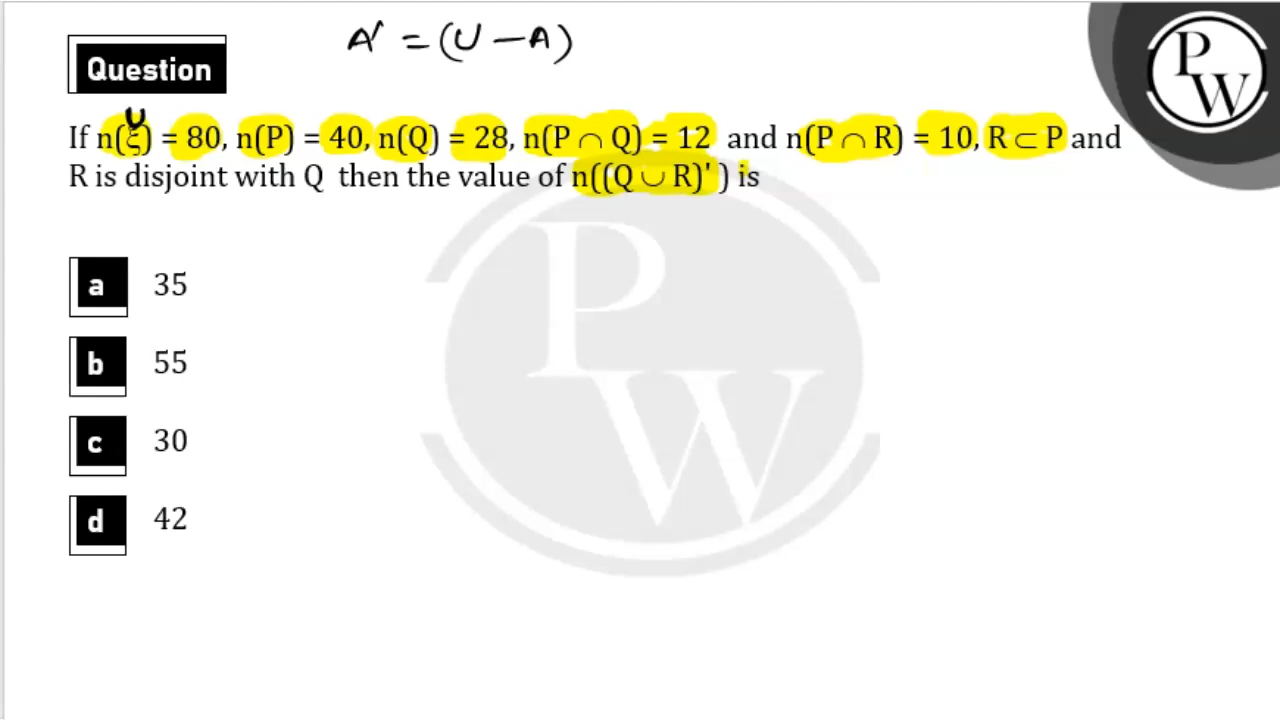 A' = (U – A)
Question
U
If n(ξ) = 80, n(P) = 40, n(Q) = 28, n(P ∩ Q) = 12 and n(P ∩ R) = 10, R ⊂ P and
R is disjoint with Q then the value of n((Q ∪ R)') is
a 35
b 55
c 30
d 42
P
W
P
W